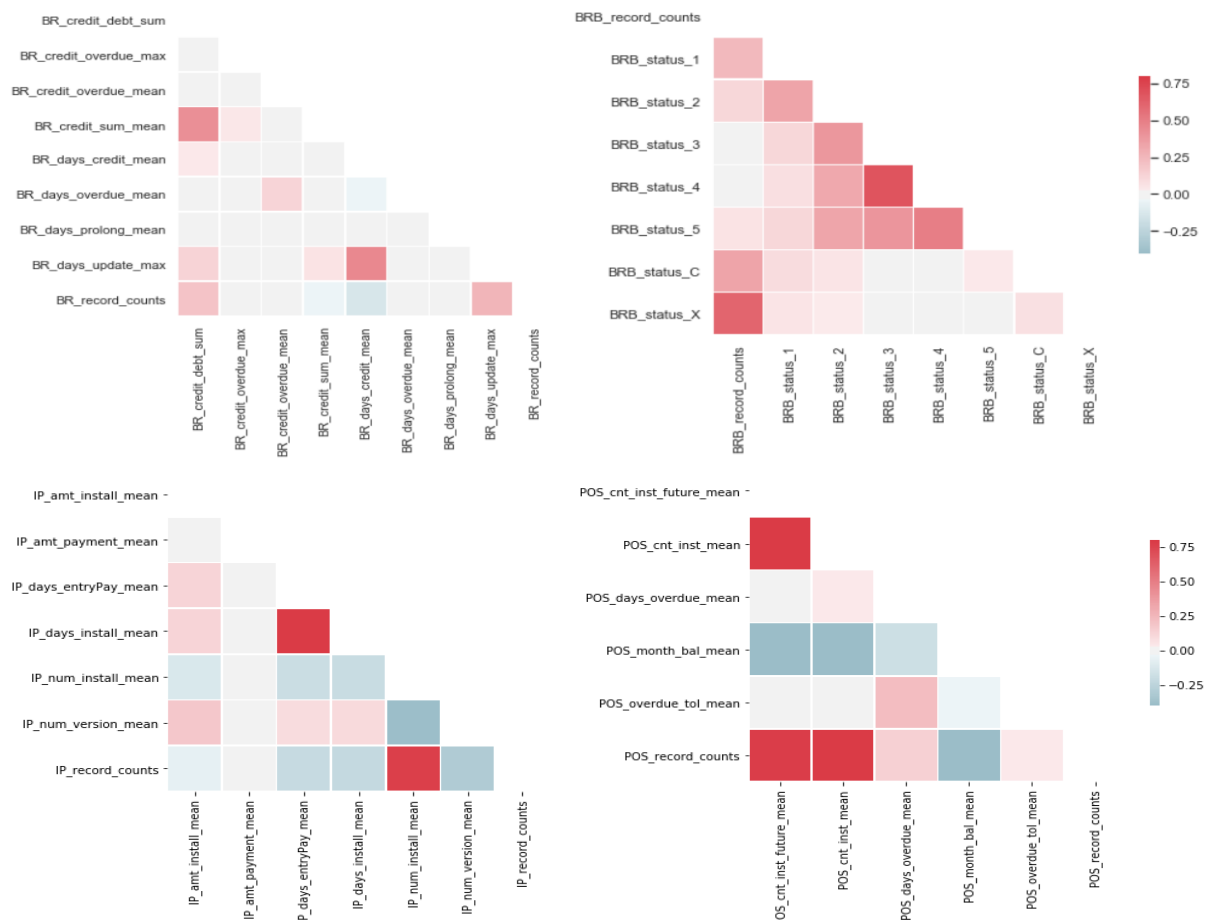 BR_credit_debt_sum
BR_credit_overdue_max
BR_credit_overdue_mean
BR_credit_sum_mean
BR_days_credit_mean
BR_days_overdue_mean
BR_days_prolong_mean
BR_days_update_max
BR_record_counts
BR_credit_debt_sum
BR_credit_overdue_max
BR_credit_overdue_mean
BR_credit_sum_mean
BR_days_credit_mean
BR_days_overdue_mean
BR_days_prolong_mean
BR_days_update_max
BR_record_counts
BRB_record_counts
BRB_status_1
BRB_status_2
BRB_status_3
BRB_status_4
BRB_status_5
BRB_status_C
BRB_status_X
BRB_record_counts
BRB_status_1
BRB_status_2
BRB_status_3
BRB_status_4
BRB_status_5
BRB_status_C
BRB_status_X
0.75
0.50
0.25
0.00
−0.25
IP_amt_install_mean
IP_amt_payment_mean
IP_days_entryPay_mean
IP_days_install_mean
IP_num_install_mean
IP_num_version_mean
IP_record_counts
IP_amt_install_mean
IP_amt_payment_mean
IP_days_entryPay_mean
IP_days_install_mean
IP_num_install_mean
IP_num_version_mean
IP_record_counts
POS_cnt_inst_future_mean
POS_cnt_inst_mean
POS_days_overdue_mean
POS_month_bal_mean
POS_overdue_tol_mean
POS_record_counts
OS_cnt_inst_future_mean
POS_cnt_inst_mean
POS_days_overdue_mean
POS_month_bal_mean
POS_overdue_tol_mean
POS_record_counts
0.75
0.50
0.25
0.00
−0.25